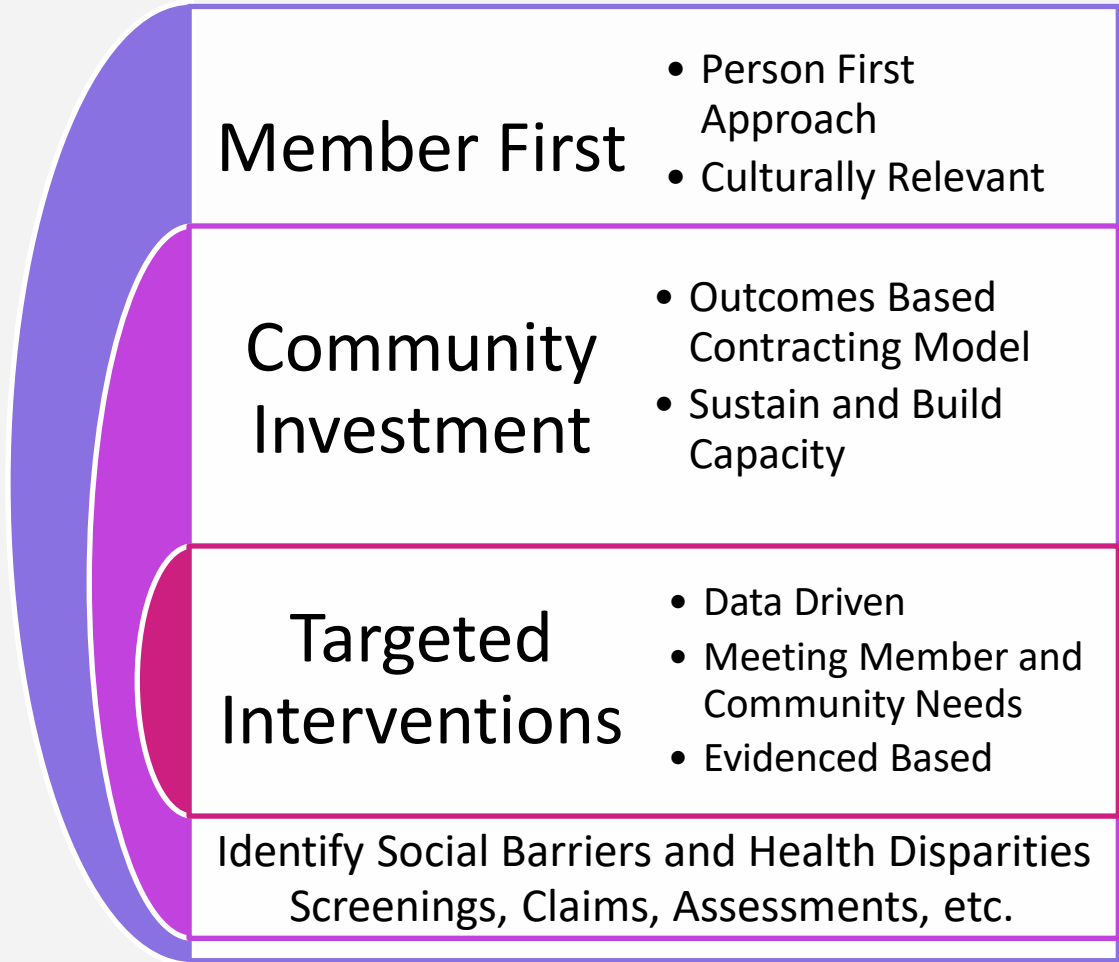 Member First
• Person First
Approach
• Culturally Relevant
Community
Investment
• Outcomes Based
Contracting Model
• Sustain and Build
Capacity
Targeted
Interventions
• Data Driven
• Meeting Member and
Community Needs
• Evidenced Based
Identify Social Barriers and Health Disparities
Screenings, Claims, Assessments, etc.